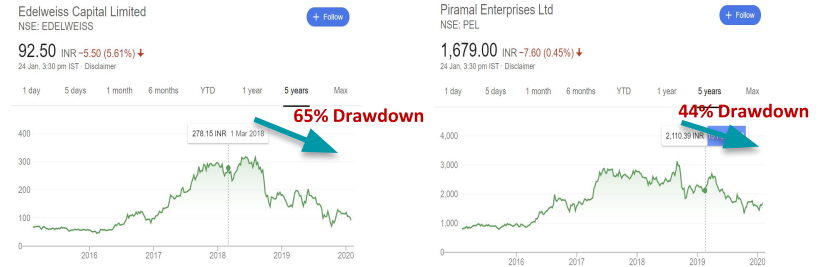 Edelweiss Capital Limited
NSE: EDELWEISS
+ Follow
92.50 INR −5.50 (5.61%) ↓
24 Jan, 3:30 pm IST · Disclaimer
1 day 5 days 1 month 6 months YTD 1 year 5 years Max
65% Drawdown
278.15 INR 1 Mar 2018
400
300
200
100
0
2016 2017 2018 2019 2020
Piramal Enterprises Ltd
NSE: PEL
+ Follow
1,679.00 INR −7.60 (0.45%) ↓
24 Jan, 3:30 pm IST · Disclaimer
1 day 5 days 1 month 6 months YTD 1 year 5 years Max
44% Drawdown
2,110.39 INR
4,000
3,000
2,000
1,000
0
2016 2017 2018 2019 2020